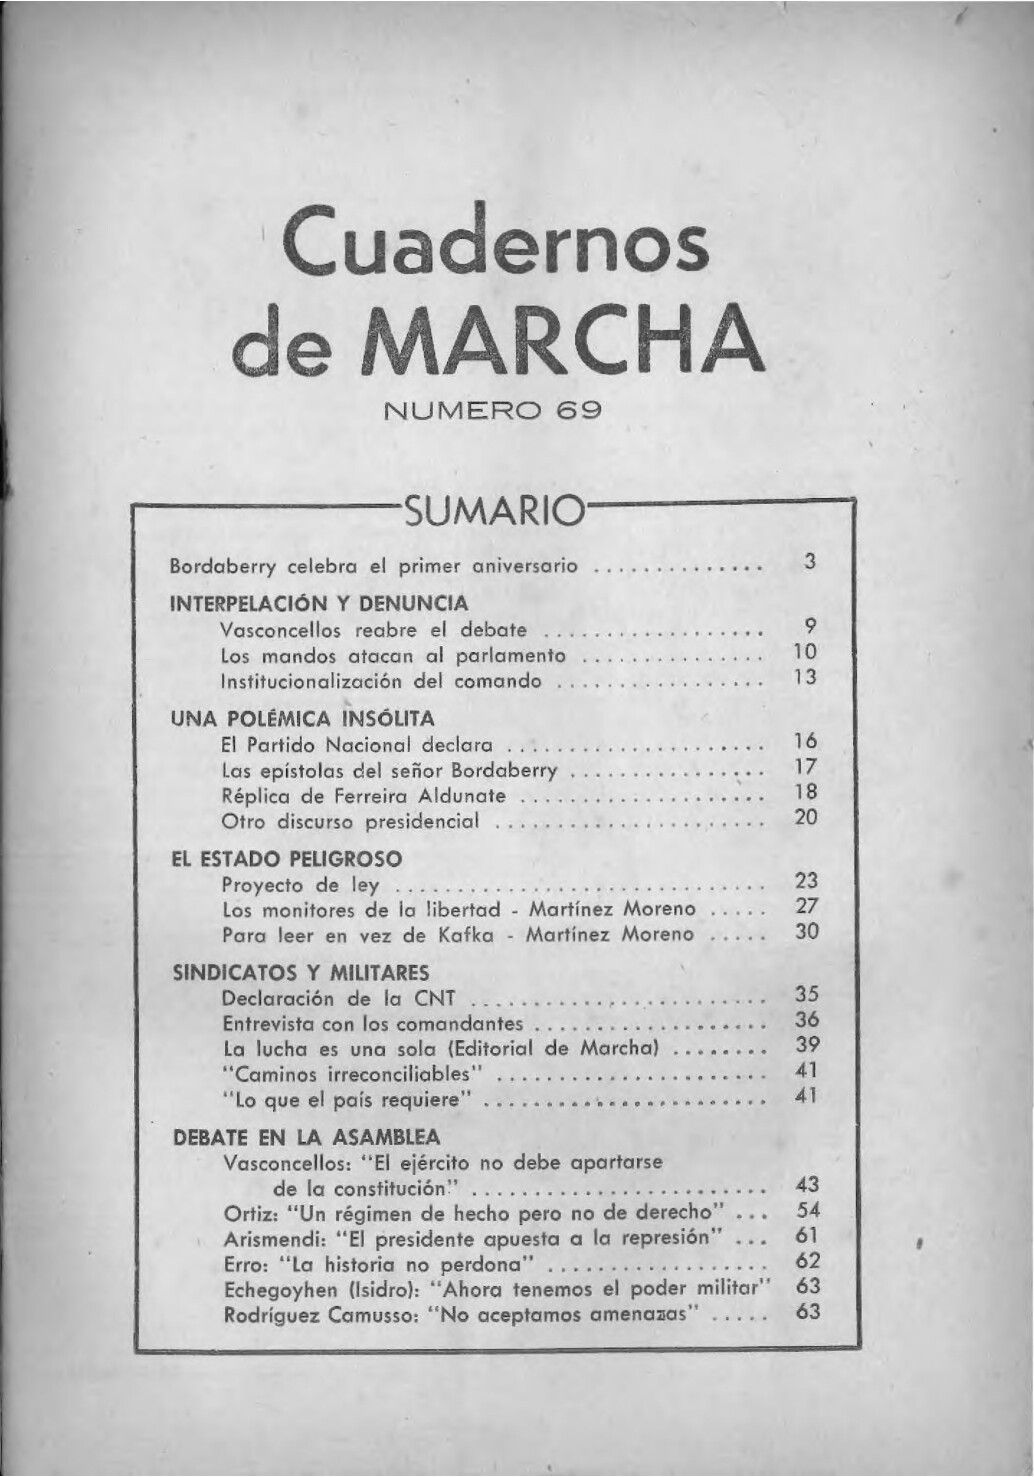 Cuadernos
de MARCHA
NUMERO 69
SUMARIO
Bordaberry celebra el primer aniversario .............. 3
INTERPELACIÓN Y DENUNCIA
Vasconcellos reabre el debate .................. 9
Los mandos atacan al parlamento ............... 10
Institucionalización del comando ................. 13
UNA POLÉMICA INSÓLITA
El Partido Nacional declara ..................... 16
Las epístolas del señor Bordaberry ................ 17
Réplica de Ferreira Aldunate .................... 18
Otro discurso presidencial ...................... 20
EL ESTADO PELIGROSO
Proyecto de ley .............................. 23
Los monitores de la libertad - Martínez Moreno ..... 27
Para leer en vez de Kafka - Martínez Moreno ..... 30
SINDICATOS Y MILITARES
Declaración de la CNT ........................ 35
Entrevista con los comandantes ................... 36
La lucha es una sola (Editorial de Marcha) ........ 39
"Caminos irreconciliables" ...................... 41
"Lo que el país requiere" ....................... 41
DEBATE EN LA ASAMBLEA
Vasconcellos: "El ejército no debe apartarse
de la constitución" ........................ 43
Ortiz: "Un régimen de hecho pero no de derecho" ... 54
Arismendi: "El presidente apuesta a la represión" ... 61
Erro: "La historia no perdona" .................. 62
Echegoyhen (Isidro): "Ahora tenemos el poder militar" 63
Rodríguez Camusso: "No aceptamos amenazas" ..... 63